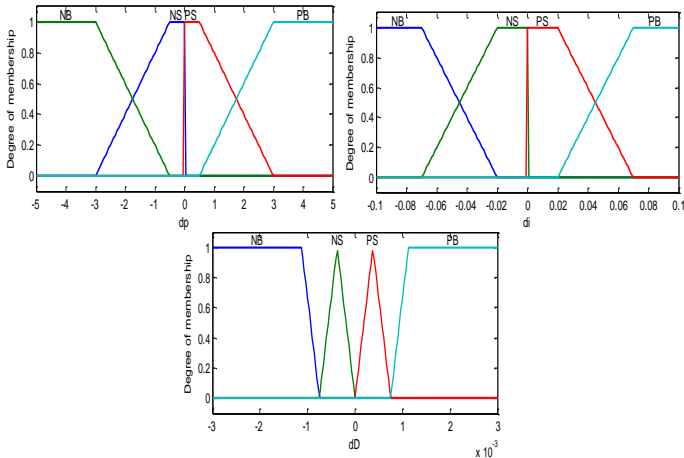 NB NS PS PB
Degree of membership
1
0.8
0.6
0.4
0.2
0
-5 -4 -3 -2 -1 0 1 2 3 4 5
dp
NB NS PS PB
Degree of membership
1
0.8
0.6
0.4
0.2
0
-0.1 -0.08 -0.06 -0.04 -0.02 0 0.02 0.04 0.06 0.08 0.1
di
NB NS PS PB
Degree of membership
1
0.8
0.6
0.4
0.2
0
-3 -2 -1 0 1 2 3
dD
x 10⁻³